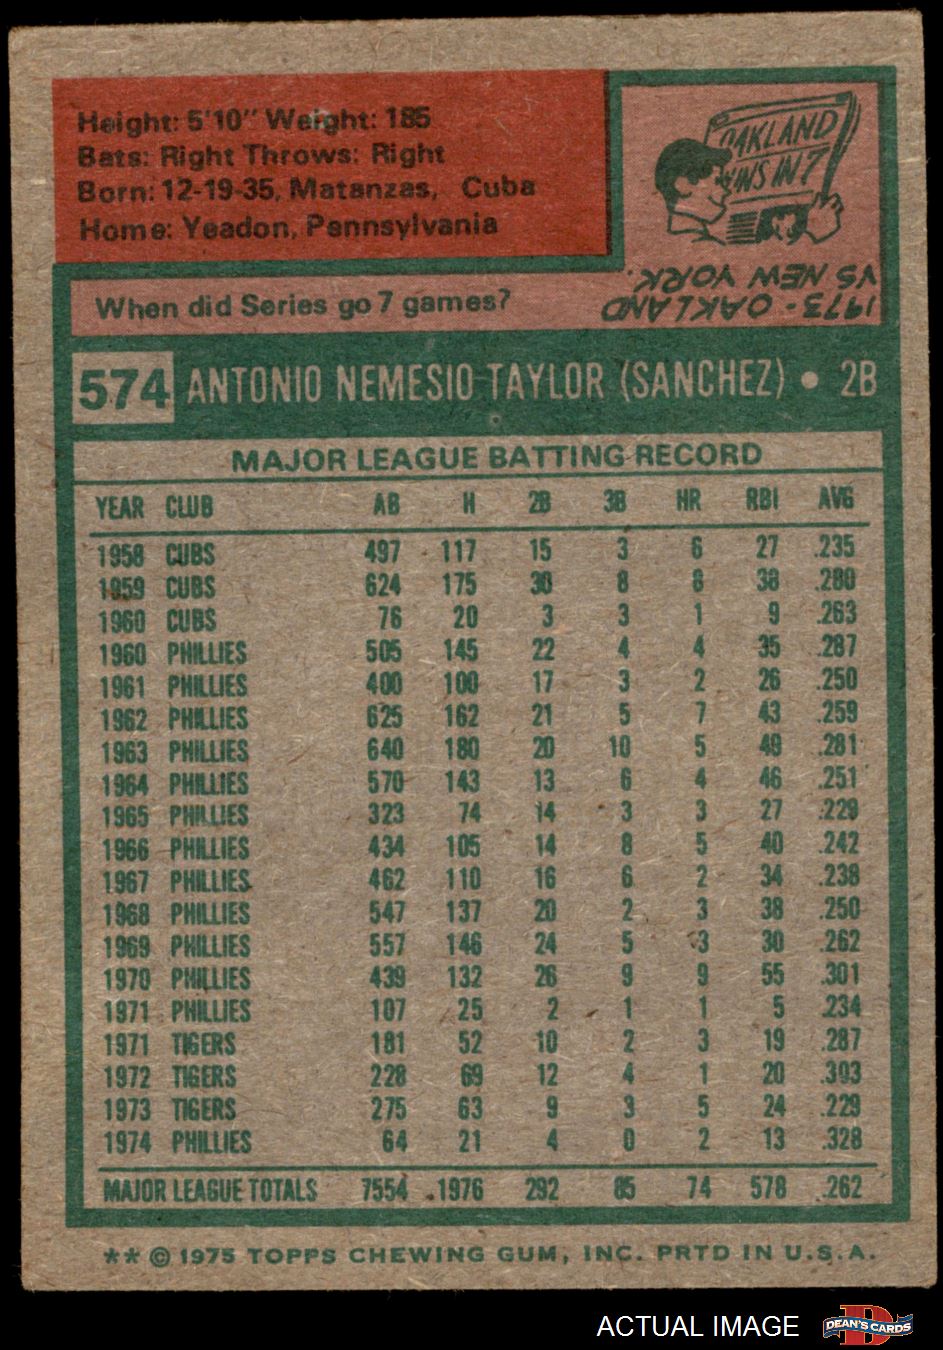 Height: 5'10" Weight: 185
Bats: Right Throws: Right
Born: 12-19-35, Matanzas, Cuba
Home: Yeadon, Pennsylvania
OAKLAND
WINS IN 7
When did Series go 7 games?
1973 - OAKLAND
VS NEW YORK.
574 ANTONIO NEMESIO TAYLOR (SANCHEZ) • 2B
MAJOR LEAGUE BATTING RECORD
YEAR CLUB AB H 2B 3B HR RBI AVG
1958 CUBS 497 117 15 3 6 27 .235
1959 CUBS 624 175 30 8 8 38 .280
1960 CUBS 76 20 3 3 1 9 .263
1960 PHILLIES 505 145 22 4 4 35 .287
1961 PHILLIES 400 100 17 3 2 26 .250
1962 PHILLIES 625 162 21 5 7 43 .259
1963 PHILLIES 640 180 20 10 5 49 .281
1964 PHILLIES 570 143 13 6 4 46 .251
1965 PHILLIES 323 74 14 3 3 27 .229
1966 PHILLIES 434 105 14 8 5 40 .242
1967 PHILLIES 462 110 16 6 2 34 .238
1968 PHILLIES 547 137 20 2 3 38 .250
1969 PHILLIES 557 146 24 5 3 30 .262
1970 PHILLIES 439 132 26 9 9 55 .301
1971 PHILLIES 107 25 2 1 1 5 .234
1971 TIGERS 181 52 10 2 3 19 .287
1972 TIGERS 228 69 12 4 1 20 .303
1973 TIGERS 275 63 9 3 5 24 .229
1974 PHILLIES 64 21 4 0 2 13 .328
MAJOR LEAGUE TOTALS 7554 1976 292 85 74 578 .262
** © 1975 TOPPS CHEWING GUM, INC. PRTD IN U.S.A.
ACTUAL IMAGE
DEAN'S CARDS